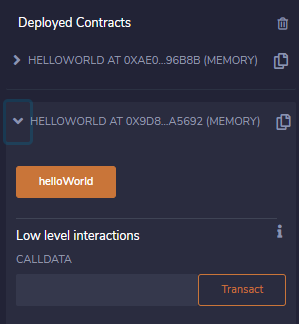 Deployed Contracts
HELLOWORLD AT 0XAE0...96B8B (MEMORY)
HELLOWORLD AT 0X9D8...A5692 (MEMORY)
helloWorld
Low level interactions
CALLDATA
Transact